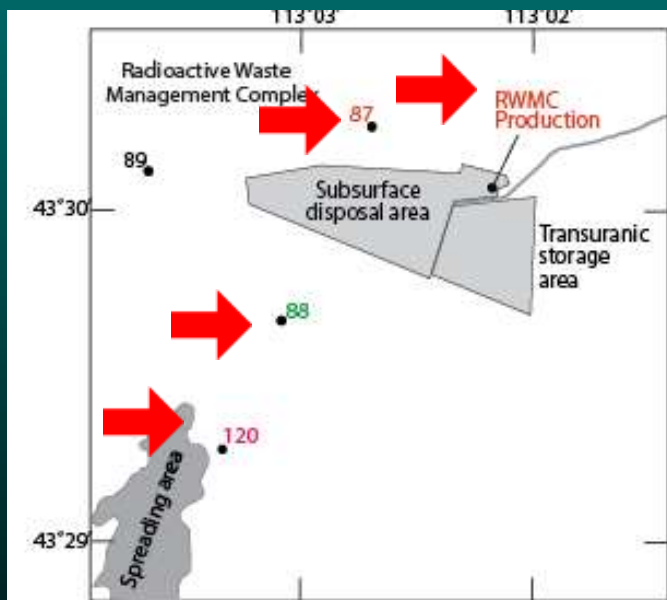 113°03'
113°02'
Radioactive Waste
Management Complex
87
RWMC
Production
89
43°30
Subsurface
disposal area
Transuranic
storage
area
88
120
Spreading area
43°29'